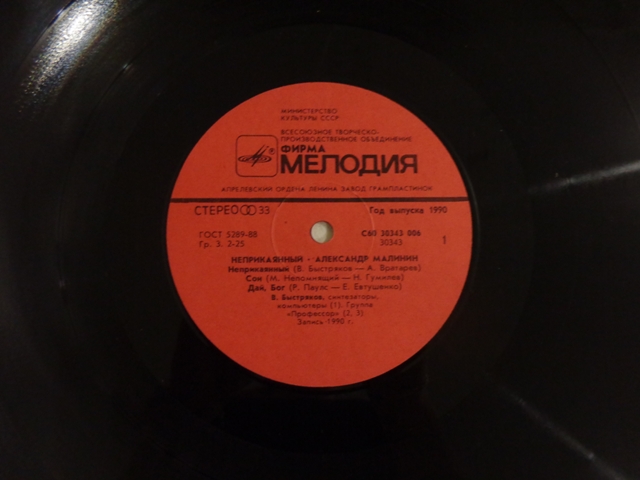 МИНИСТЕРСТВО
КУЛЬТУРЫ СССР
ВСЕСОЮЗНОЕ ТВОРЧЕСКО-
ПРОИЗВОДСТВЕННОЕ ОБЪЕДИНЕНИЕ
ФИРМА
® МЕЛОДИЯ
АПРЕЛЕВСКИЙ ОРДЕНА ЛЕНИНА ЗАВОД ГРАМПЛАСТИНОК
СТЕРЕО 33 Год выпуска 1990
ГОСТ 5289-88 С60 30343 006
Гр. 3. 2-25 30343 1
НЕПРИКАЯННЫЙ - АЛЕКСАНДР МАЛИНИН
Неприкаянный (В. Быстряков — А. Вратарев)
Сон (М. Непомнящий — Н. Гумилев)
Дай, Бог (Р. Паулс — Е. Евтушенко)
В. Быстряков, синтезаторы,
компьютеры (1). Группа
«Профессор» (2, 3)
Запись 1990 г.